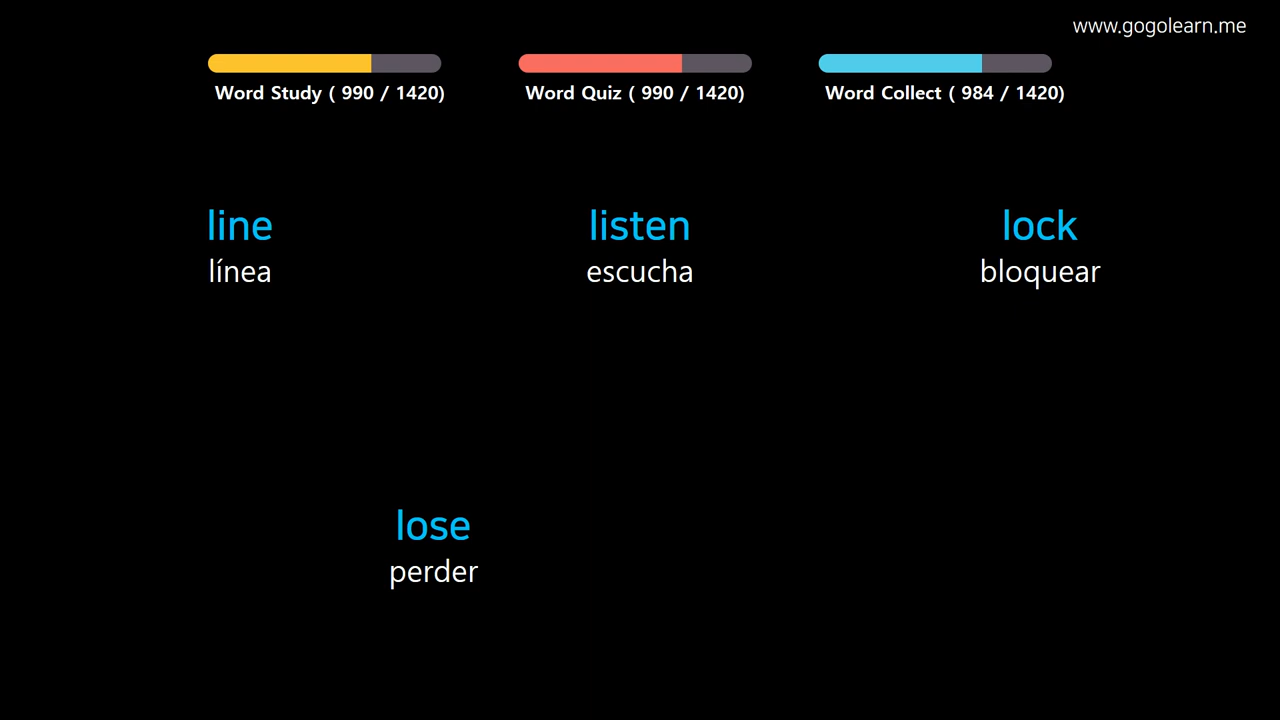 www.gogolearn.me
Word Study ( 990 / 1420)
Word Quiz ( 990 / 1420)
Word Collect ( 984 / 1420)
line
línea
listen
escucha
lock
bloquear
lose
perder